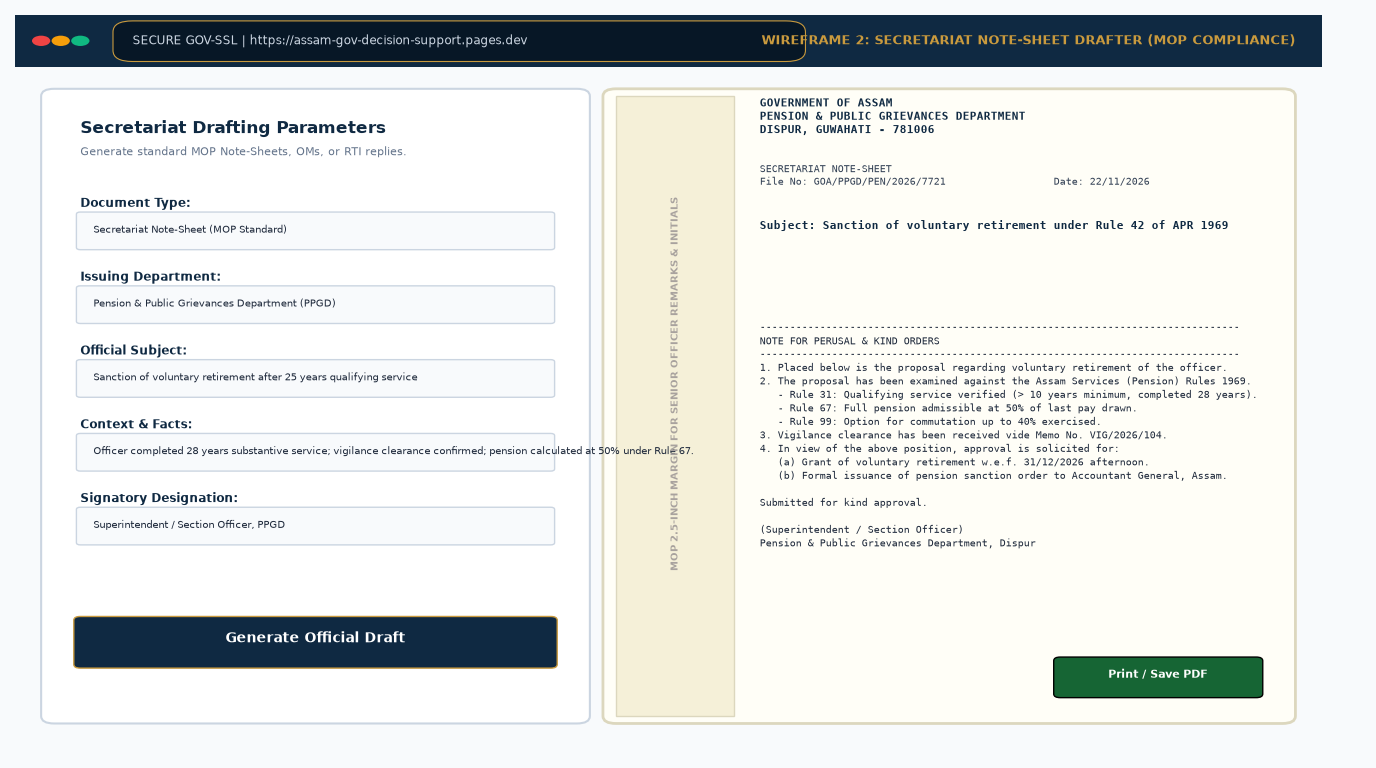 SECURE GOV-SSL | https://assam-gov-decision-support.pages.dev
WIREFRAME 2: SECRETARIAT NOTE-SHEET DRAFTER (MOP COMPLIANCE)
Secretariat Drafting Parameters
Generate standard MOP Note-Sheets, OMs, or RTI replies.
Document Type:
Secretariat Note-Sheet (MOP Standard)
Issuing Department:
Pension & Public Grievances Department (PPGD)
Official Subject:
Sanction of voluntary retirement after 25 years qualifying service
Context & Facts:
Officer completed 28 years substantive service; vigilance clearance confirmed; pension calculated at 50% under Rule 67.
Signatory Designation:
Superintendent / Section Officer, PPGD
Generate Official Draft
MOP 2.5-INCH MARGIN FOR SENIOR OFFICER REMARKS & INITIALS
GOVERNMENT OF ASSAM
PENSION & PUBLIC GRIEVANCES DEPARTMENT
DISPUR, GUWAHATI - 781006
SECRETARIAT NOTE-SHEET
File No: GOA/PPGD/PEN/2026/7721 Date: 22/11/2026
Subject: Sanction of voluntary retirement under Rule 42 of APR 1969
--------------------------------------------------------------------------------
NOTE FOR PERUSAL & KIND ORDERS
--------------------------------------------------------------------------------
1. Placed below is the proposal regarding voluntary retirement of the officer.
2. The proposal has been examined against the Assam Services (Pension) Rules 1969.
- Rule 31: Qualifying service verified (> 10 years minimum, completed 28 years).
- Rule 67: Full pension admissible at 50% of last pay drawn.
- Rule 99: Option for commutation up to 40% exercised.
3. Vigilance clearance has been received vide Memo No. VIG/2026/104.
4. In view of the above position, approval is solicited for:
(a) Grant of voluntary retirement w.e.f. 31/12/2026 afternoon.
(b) Formal issuance of pension sanction order to Accountant General, Assam.
Submitted for kind approval.
(Superintendent / Section Officer)
Pension & Public Grievances Department, Dispur
Print / Save PDF